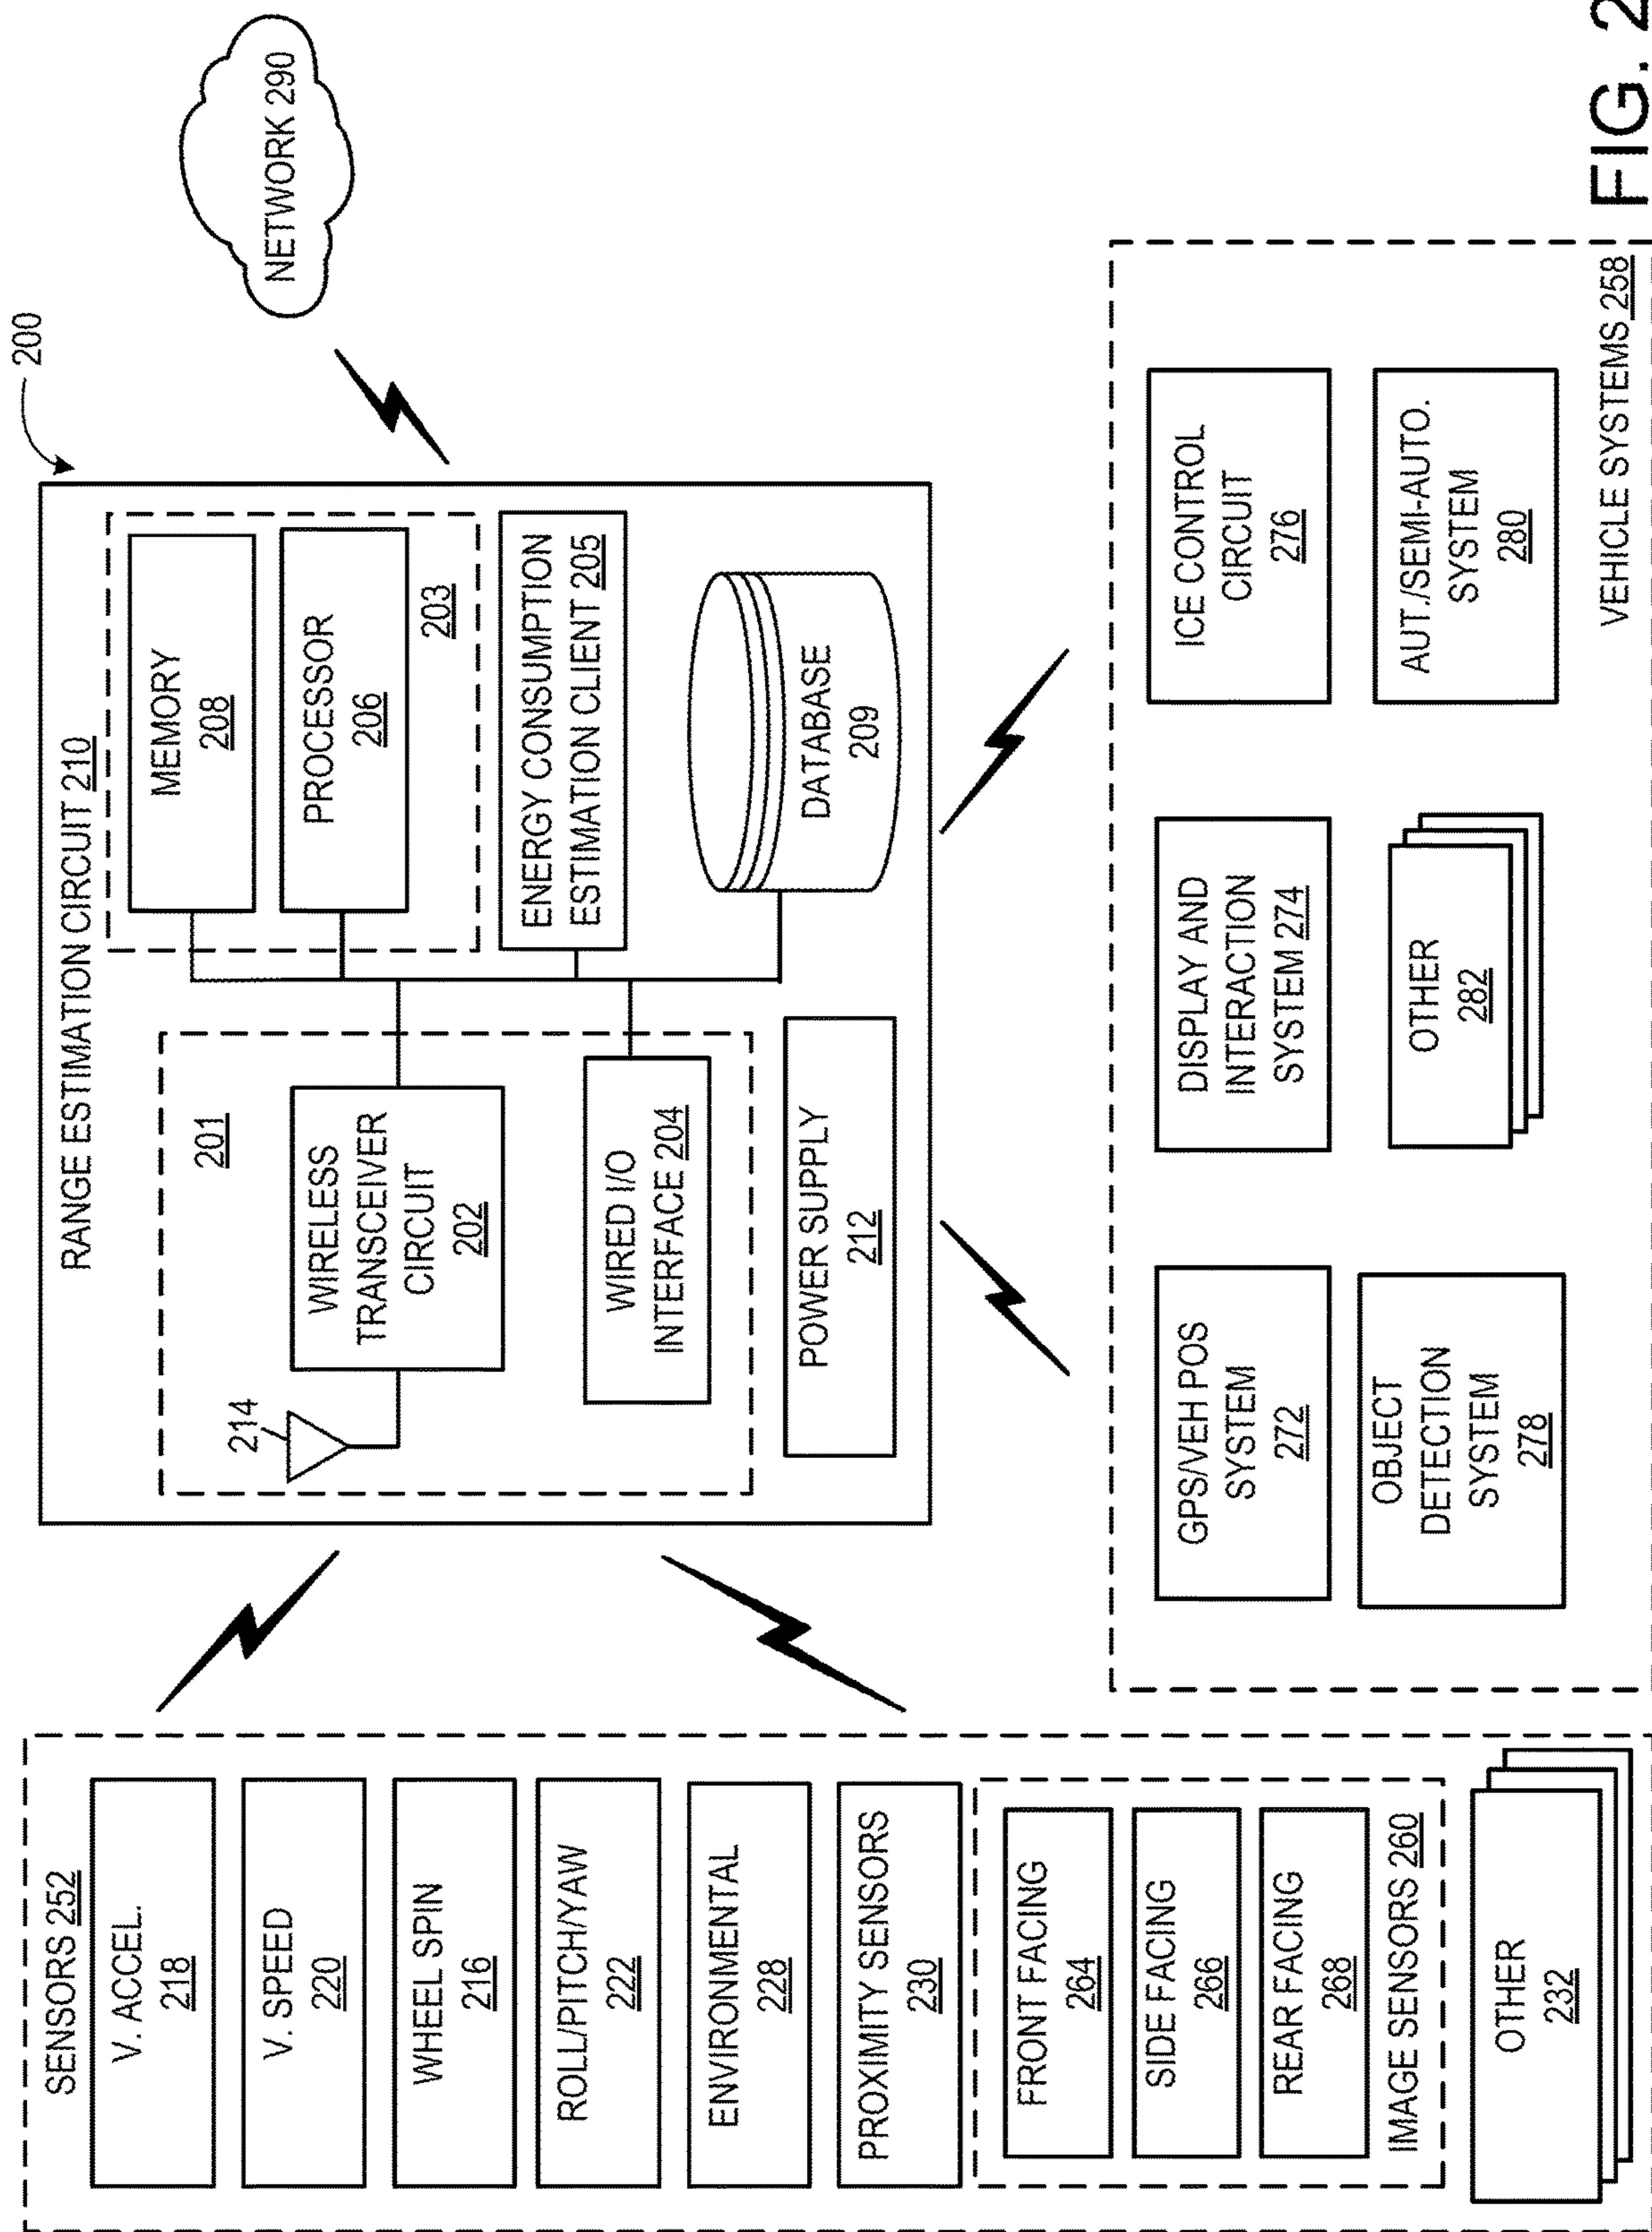 200
NETWORK 290
RANGE ESTIMATION CIRCUIT 210
201
214
WIRELESS
TRANSCEIVER
CIRCUIT
202
WIRED I/O
INTERFACE 204
POWER SUPPLY
212
MEMORY
208
PROCESSOR
206
203
ENERGY CONSUMPTION
ESTIMATION CLIENT 205
DATABASE
209
SENSORS 252
V. ACCEL.
218
V. SPEED
220
WHEEL SPIN
216
ROLL/PITCH/YAW
222
ENVIRONMENTAL
228
PROXIMITY SENSORS
230
FRONT FACING
264
SIDE FACING
266
REAR FACING
268
IMAGE SENSORS 260
OTHER
232
GPS/VEH POS
SYSTEM
272
DISPLAY AND
INTERACTION
SYSTEM 274
ICE CONTROL
CIRCUIT
276
OBJECT
DETECTION
SYSTEM
278
OTHER
282
AUT./SEMI-AUTO.
SYSTEM
280
VEHICLE SYSTEMS 258
FIG. 2